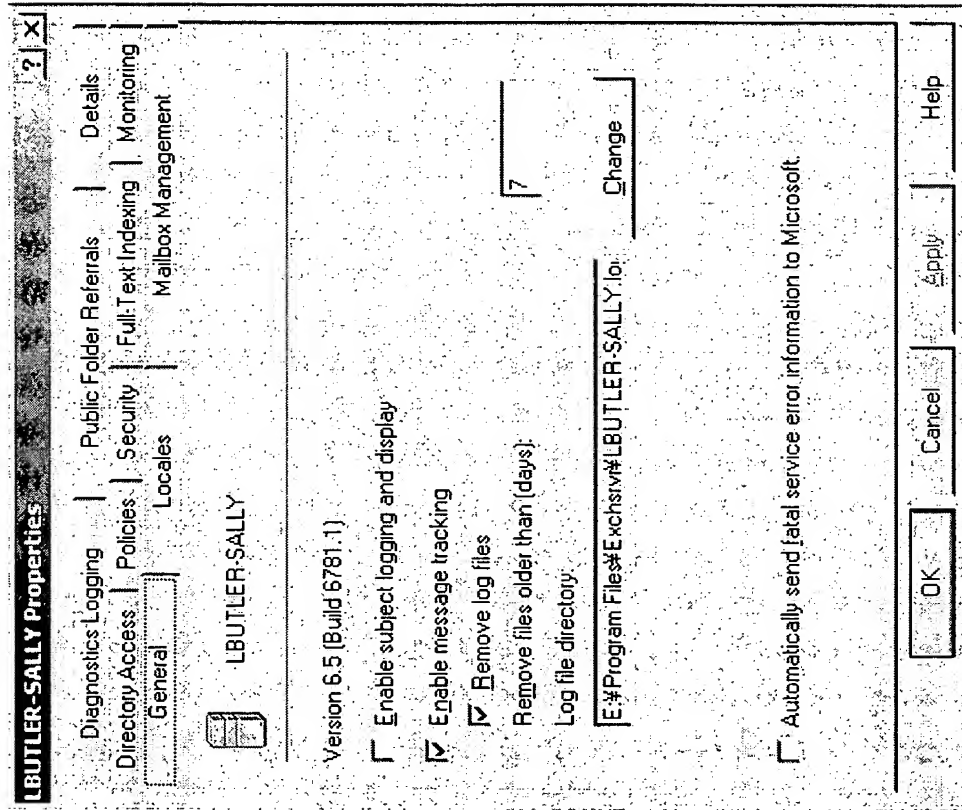 LBUTLER-SALLY Properties
Diagnostics Logging Public Folder Referrals Details
Directory Access Policies Security Full-Text Indexing Monitoring
General Locales Mailbox Management
LBUTLER-SALLY
Version 6.5 (Build 6781.1)
Enable subject logging and display
Enable message tracking
Remove log files
Remove files older than (days): 7
Log file directory:
E:¥Program Files¥Exchsrvr¥LBUTLER-SALLY.lo Change
Automatically send fatal service error information to Microsoft.
OK Cancel Apply Help